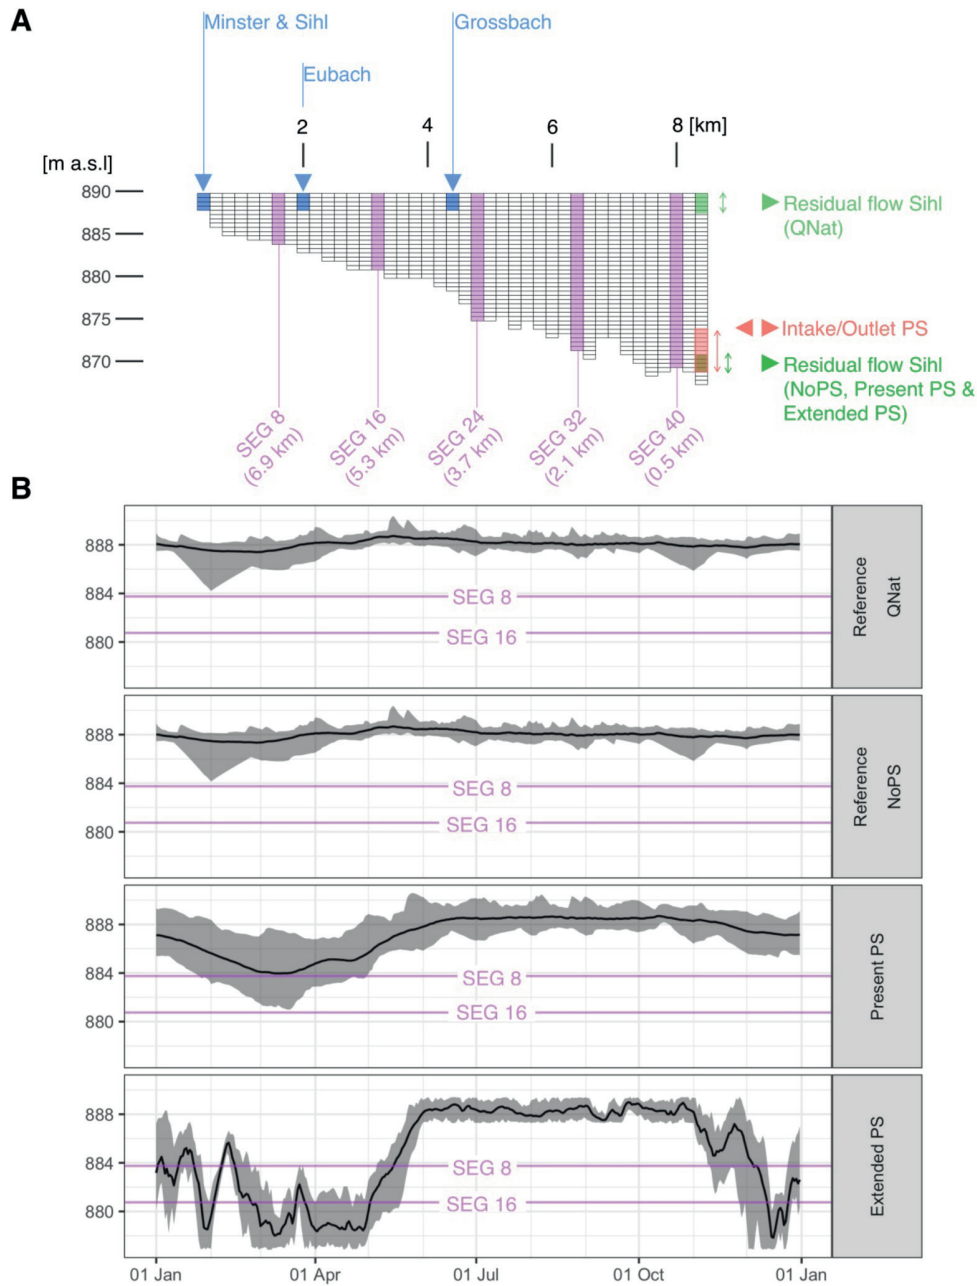 A
Minster & Sihl
Grossbach
Eubach
2
4
6
8 [km]
[m a.s.l]
890
885
880
875
870
Residual flow Sihl
(QNat)
Intake/Outlet PS
Residual flow Sihl
(NoPS, Present PS &
Extended PS)
SEG 8
(6.9 km)
SEG 16
(5.3 km)
SEG 24
(3.7 km)
SEG 32
(2.1 km)
SEG 40
(0.5 km)
B
888
884
880
SEG 8
SEG 16
Reference
QNat
888
884
880
SEG 8
SEG 16
Reference
NoPS
888
884
880
SEG 8
SEG 16
Present PS
888
884
880
SEG 8
SEG 16
Extended PS
01 Jan
01 Apr
01 Jul
01 Oct
01 Jan